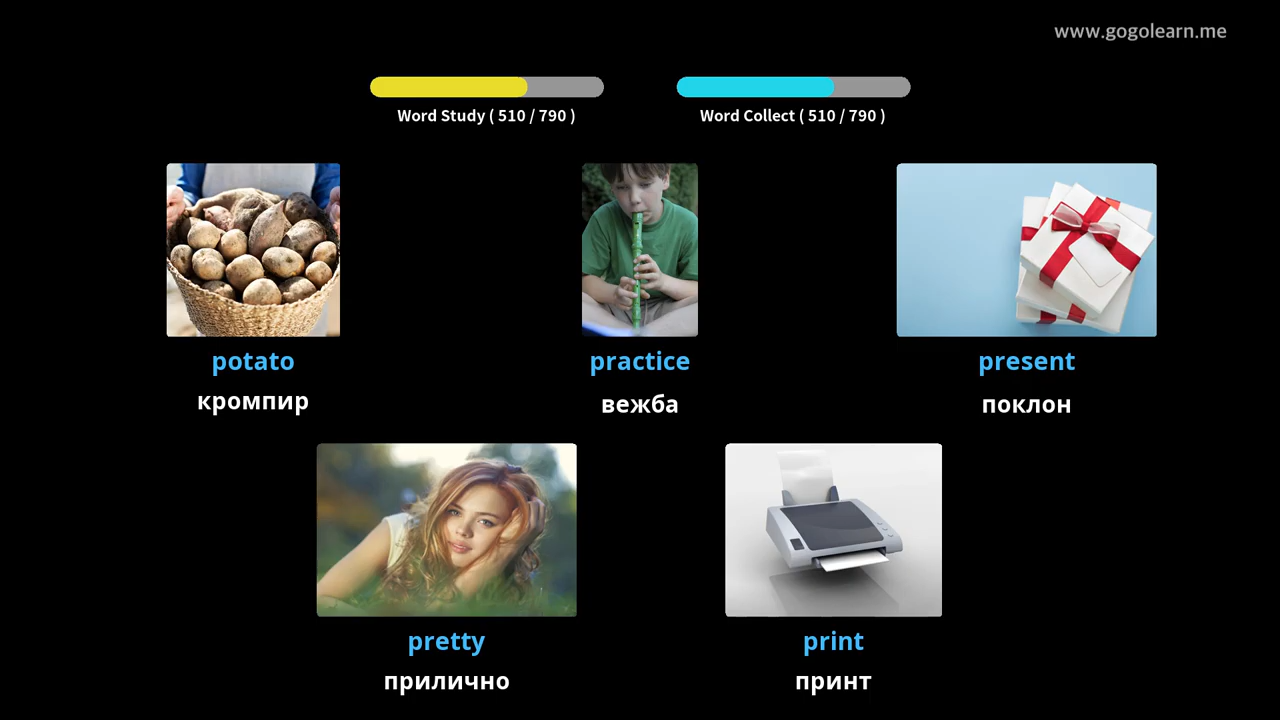 www.gogolearn.me
Word Study ( 510 / 790 )
Word Collect ( 510 / 790 )
potato
кромпир
practice
вежба
present
поклон
pretty
прилично
print
принт